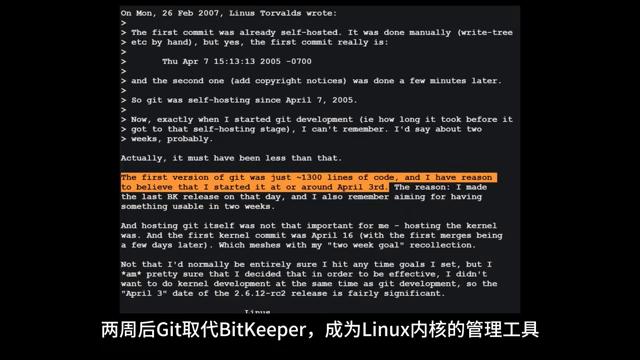 On Mon, 26 Feb 2007, Linus Torvalds wrote:
>
> The first commit was already self-hosted. It was done manually (write-tree
> etc by hand), but yes, the first commit really is:
>
> Thu Apr 7 15:13:13 2005 -0700
>
> and the second one (add copyright notices) was done a few minutes later.
>
> So git was self-hosting since April 7, 2005.
>
> Now, exactly when I started git development (ie how long it took before it
> got to that self-hosting stage), I can't remember. I'd say about two
> weeks, probably.
Actually, it must have been less than that.
The first version of git was just ~1300 lines of code, and I have reason
to believe that I started it at or around April 3rd. The reason: I made
the last BK release on that day, and I also remember aiming for having
something usable in two weeks.
And hosting git itself was not that important for me - hosting the kernel
was. And the first kernel commit was April 16 (with the first merges being
a few days later). Which meshes with my "two week goal" recollection.
Not that I'd normally be entirely sure I hit any time goals I set, but I
*am* pretty sure that I decided that in order to be effective, I didn't
want to do kernel development at the same time as git development, so the
"April 3" date of the 2.6.12-rc2 release is fairly significant.
Linus
两周后Git取代BitKeeper，成为Linux内核的管理工具